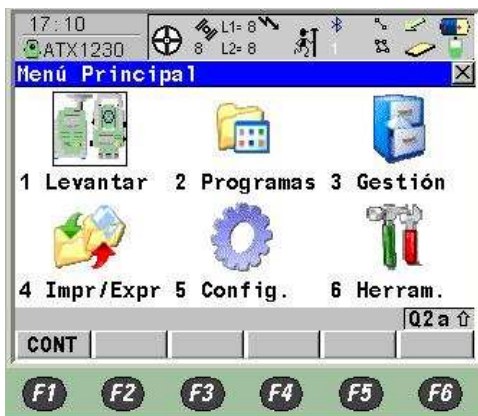 17:10 L1= 8
ATX1230 8 L2= 8 1
Menú Principal
1 Levantar 2 Programas 3 Gestión
4 Impr/Expr 5 Config. 6 Herram.
Q2a⇧
CONT
F1 F2 F3 F4 F5 F6